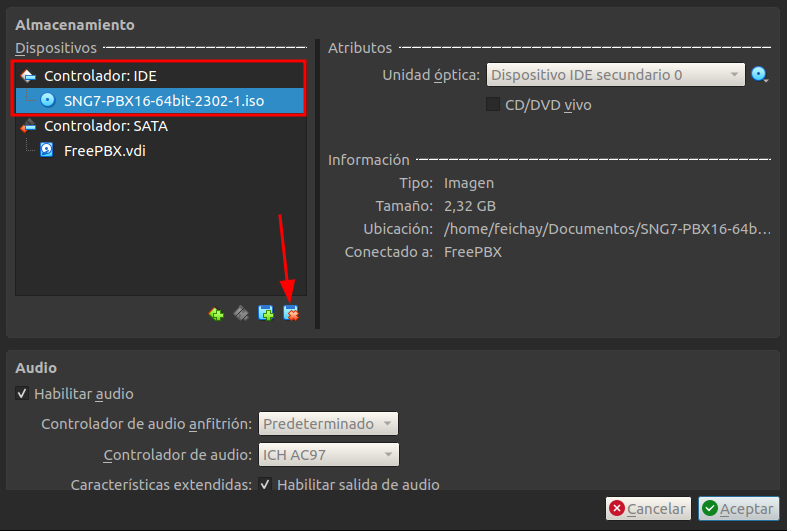 Almacenamiento
Dispositivos
Controlador: IDE
SNG7-PBX16-64bit-2302-1.iso
Controlador: SATA
FreePBX.vdi
Atributos
Unidad óptica: Dispositivo IDE secundario 0
CD/DVD vivo
Información
Tipo: Imagen
Tamaño: 2,32 GB
Ubicación: /home/feichay/Documentos/SNG7-PBX16-64b...
Conectado a: FreePBX
Audio
Habilitar audio
Controlador de audio anfitrión: Predeterminado
Controlador de audio: ICH AC97
Características extendidas: Habilitar salida de audio
Cancelar Aceptar